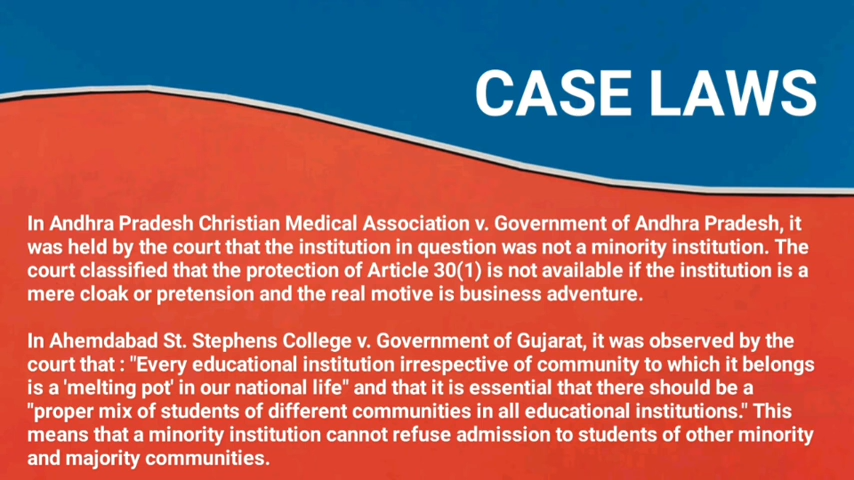 CASE LAWS
In Andhra Pradesh Christian Medical Association v. Government of Andhra Pradesh, it
was held by the court that the institution in question was not a minority institution. The
court classified that the protection of Article 30(1) is not available if the institution is a
mere cloak or pretension and the real motive is business adventure.
In Ahemdabad St. Stephens College v. Government of Gujarat, it was observed by the
court that : "Every educational institution irrespective of community to which it belongs
is a 'melting pot' in our national life" and that it is essential that there should be a
"proper mix of students of different communities in all educational institutions." This
means that a minority institution cannot refuse admission to students of other minority
and majority communities.